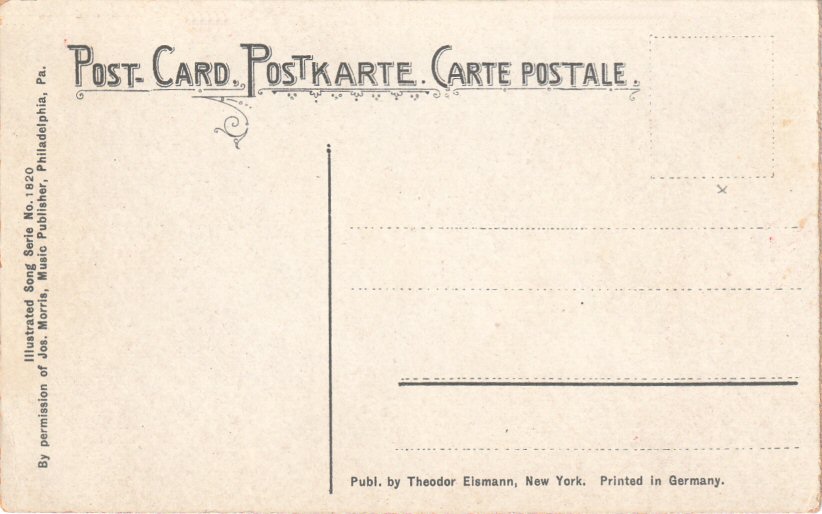 POST-CARD. POSTKARTE. CARTE POSTALE.
Illustrated Song Serie No. 1820
By permission of Jos. Morris, Music Publisher, Philadelphia, Pa.
x
Publ. by Theodor Eismann, New York. Printed in Germany.